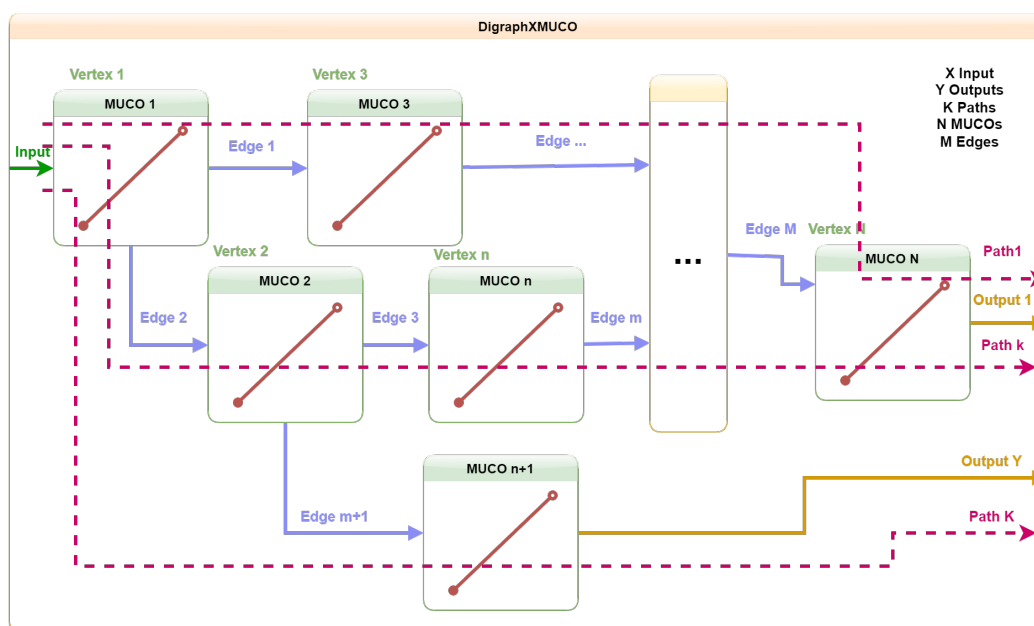 DigraphXMUCO
Vertex 1
Vertex 3
X Input
Y Outputs
K Paths
N MUCOs
M Edges
MUCO 1
MUCO 3
Input
Edge 1
Edge ...
Vertex 2
Vertex n
Edge M
Vertex N
...
MUCO 2
MUCO n
MUCO N
Path1
Output 1
Edge 2
Edge 3
Edge m
Path k
MUCO n+1
Output Y
Edge m+1
Path K